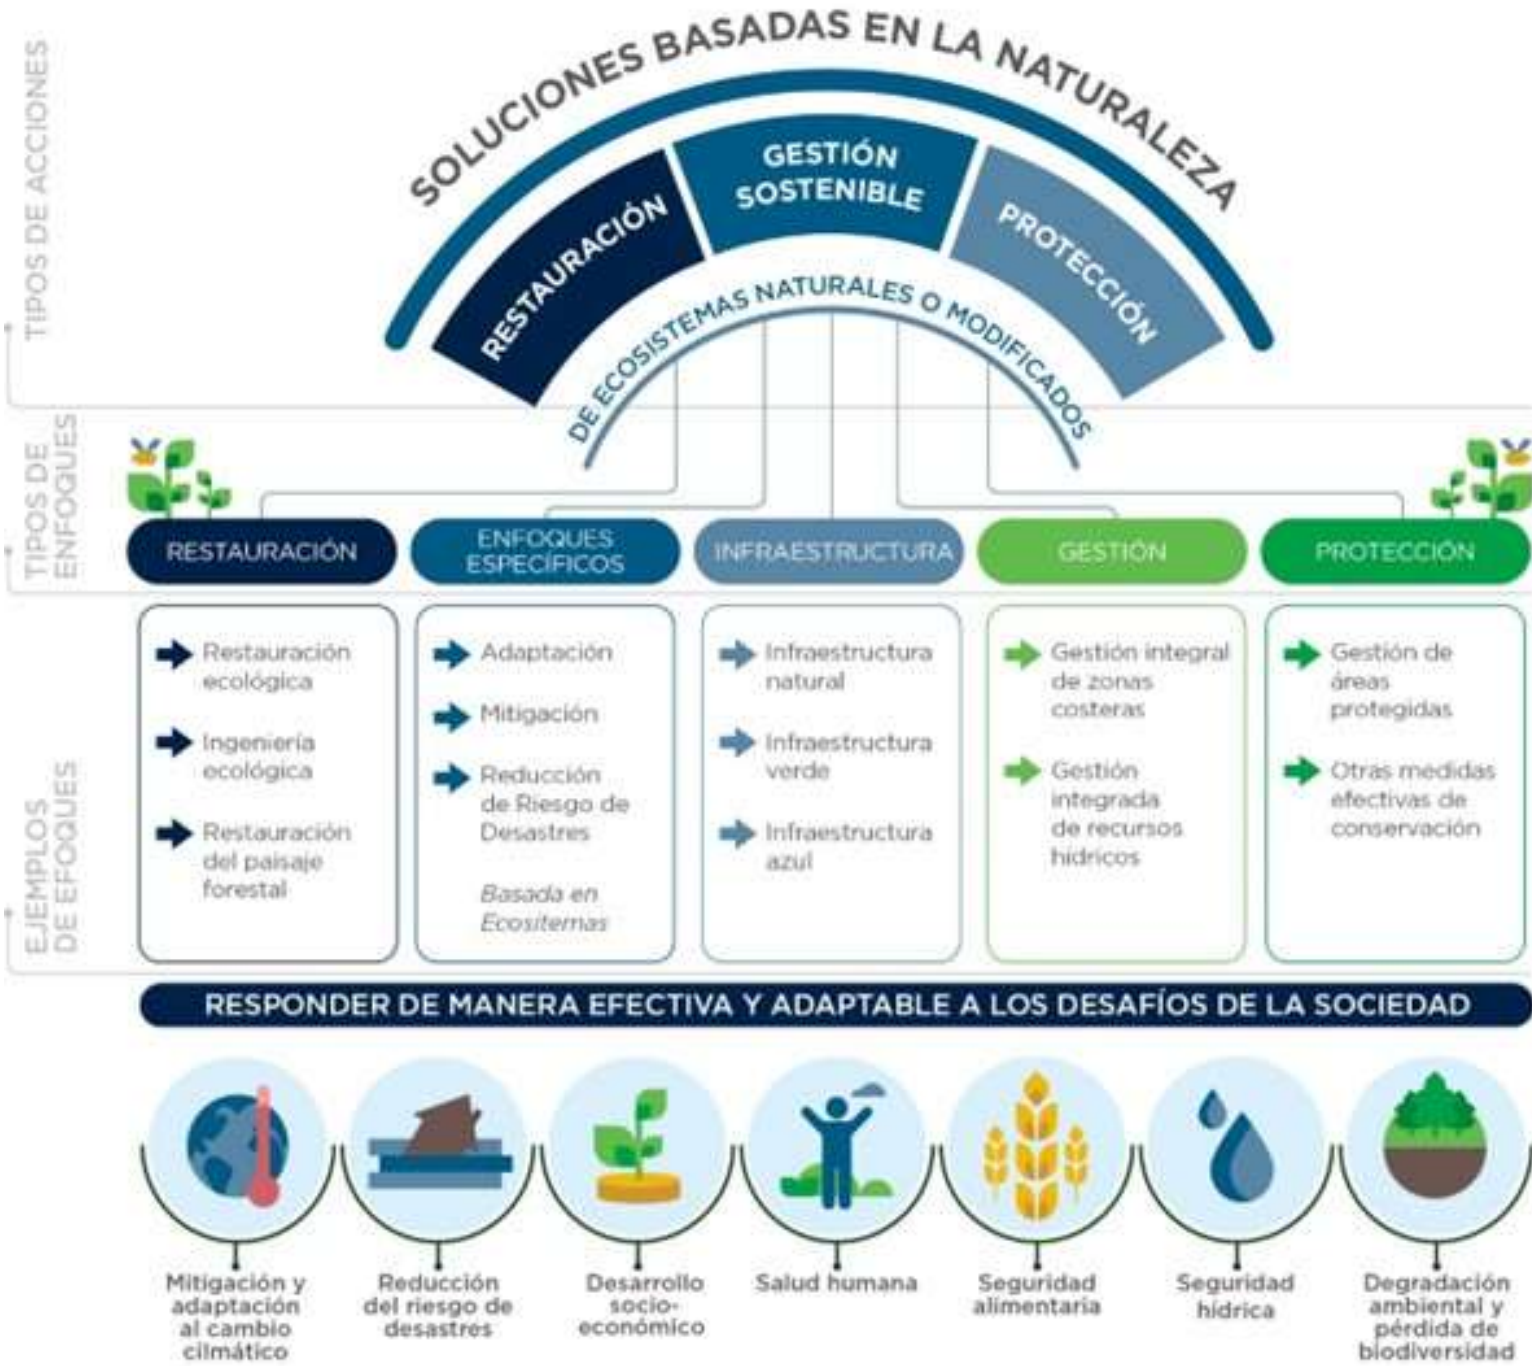 SOLUCIONES BASADAS EN LA NATURALEZA
TIPOS DE ACCIONES
RESTAURACIÓN
GESTIÓN
SOSTENIBLE
PROTECCIÓN
DE ECOSISTEMAS NATURALES O MODIFICADOS
TIPOS DE
ENFOQUES
RESTAURACIÓN
ENFOQUES
ESPECÍFICOS
INFRAESTRUCTURA
GESTIÓN
PROTECCIÓN
EJEMPLOS
DE EFOQUES
Restauración
ecológica
Ingeniería
ecológica
Restauración
del paisaje
forestal
Adaptación
Mitigación
Reducción
de Riesgo de
Desastres
Basada en
Ecositemas
Infraestructura
natural
Infraestructura
verde
Infraestructura
azul
Gestión integral
de zonas
costeras
Gestión
integrada
de recursos
hídricos
Gestión de
áreas
protegidas
Otras medidas
efectivas de
conservación
RESPONDER DE MANERA EFECTIVA Y ADAPTABLE A LOS DESAFÍOS DE LA SOCIEDAD
Mitigación y
adaptación
al cambio
cilmático
Reducción
del riesgo de
desastres
Desarrollo
socio-
económico
Salud humana
Seguridad
alimentaria
Seguridad
hídrica
Degradación
ambiental y
pérdida de
biodiversidad